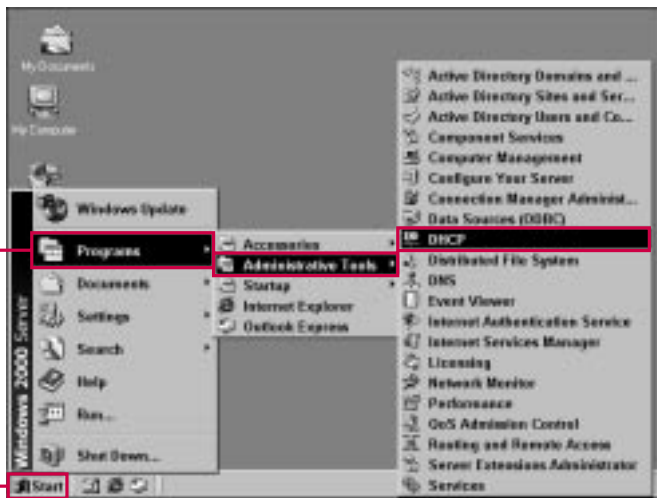 My Documents
My Computer
Windows Update
Programs
Documents
Settings
Search
Help
Run...
Shut Down...
Windows 2000 Server
Start
Accessories
Administrative Tools
Startup
Internet Explorer
Outlook Express
Active Directory Domains and ...
Active Directory Sites and Ser...
Active Directory Users and Co...
Component Services
Computer Management
Configure Your Server
Connection Manager Administ...
Data Sources (ODBC)
DHCP
Distributed File System
DNS
Event Viewer
Internet Authentication Service
Internet Services Manager
Licensing
Network Monitor
Performance
QoS Admission Control
Routing and Remote Access
Server Extensions Administrator
Services